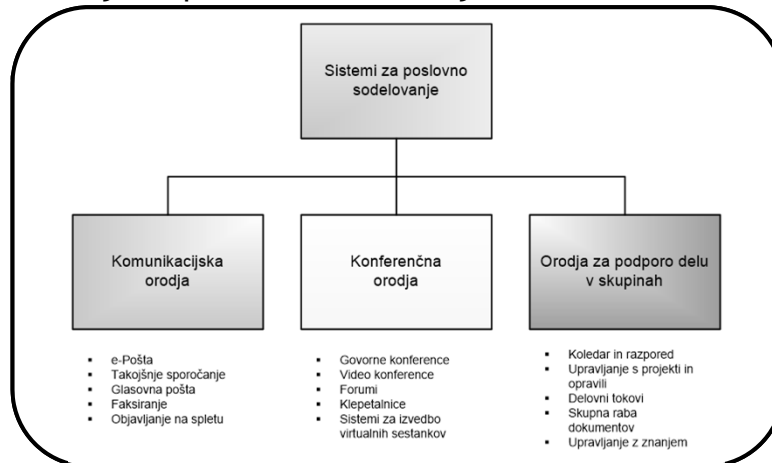 Sistemi za poslovno
sodelovanje
Komunikacijska
orodja
Konferenčna
orodja
Orodja za podporo delu
v skupinah
▪ e-Pošta
▪ Takojšnje sporočanje
▪ Glasovna pošta
▪ Faksiranje
▪ Objavljanje na spletu
▪ Govorne konference
▪ Video konference
▪ Forumi
▪ Klepetalnice
▪ Sistemi za izvedbo
virtualnih sestankov
▪ Koledar in razpored
▪ Upravljanje s projekti in
opravili
▪ Delovni tokovi
▪ Skupna raba
dokumentov
▪ Upravljanje z znanjem